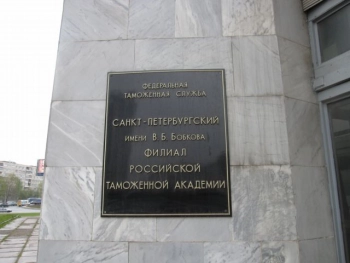 ФЕДЕРАЛЬНАЯ
ТАМОЖЕННАЯ СЛУЖБА
САНКТ-ПЕТЕРБУРГСКИЙ
ИМЕНИ В.Б.БОБКОВА
ФИЛИАЛ
РОССИЙСКОЙ
ТАМОЖЕННОЙ АКАДЕМИИ